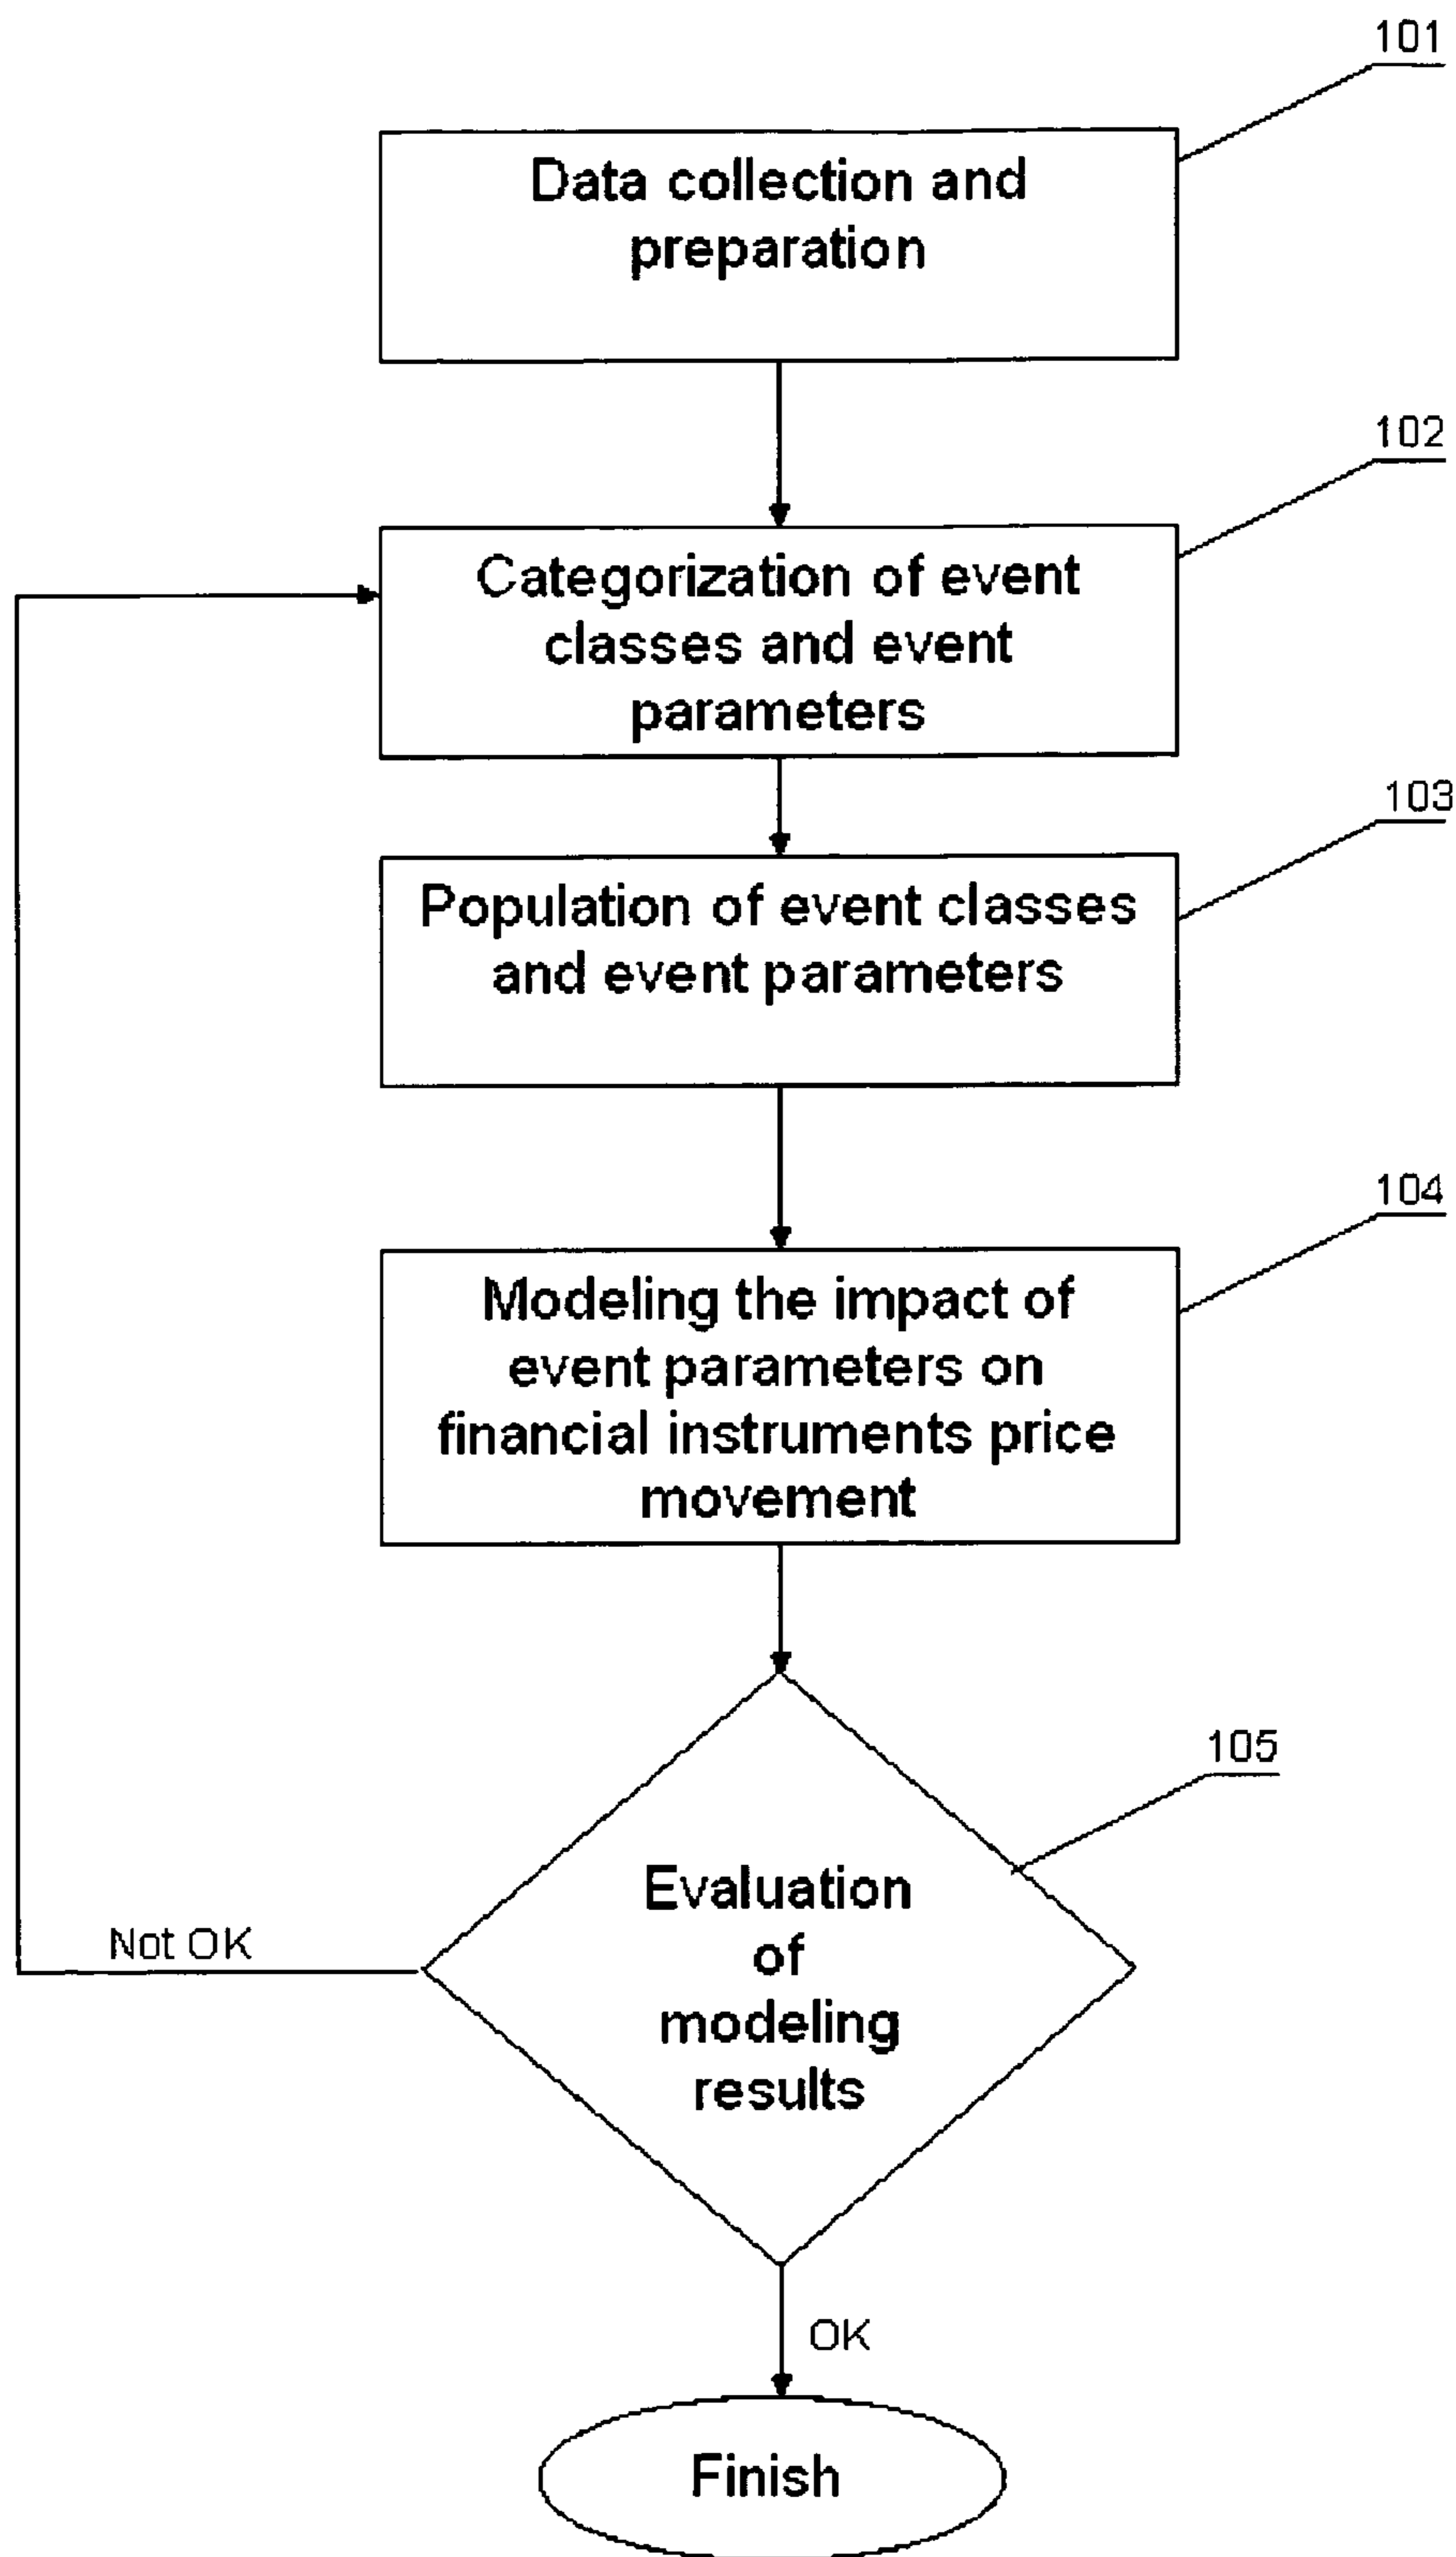 101
Data collection and
preparation
102
Categorization of event
classes and event
parameters
103
Population of event classes
and event parameters
104
Modeling the impact of
event parameters on
financial instruments price
movement
105
Evaluation
of
modeling
results
Not OK
OK
Finish